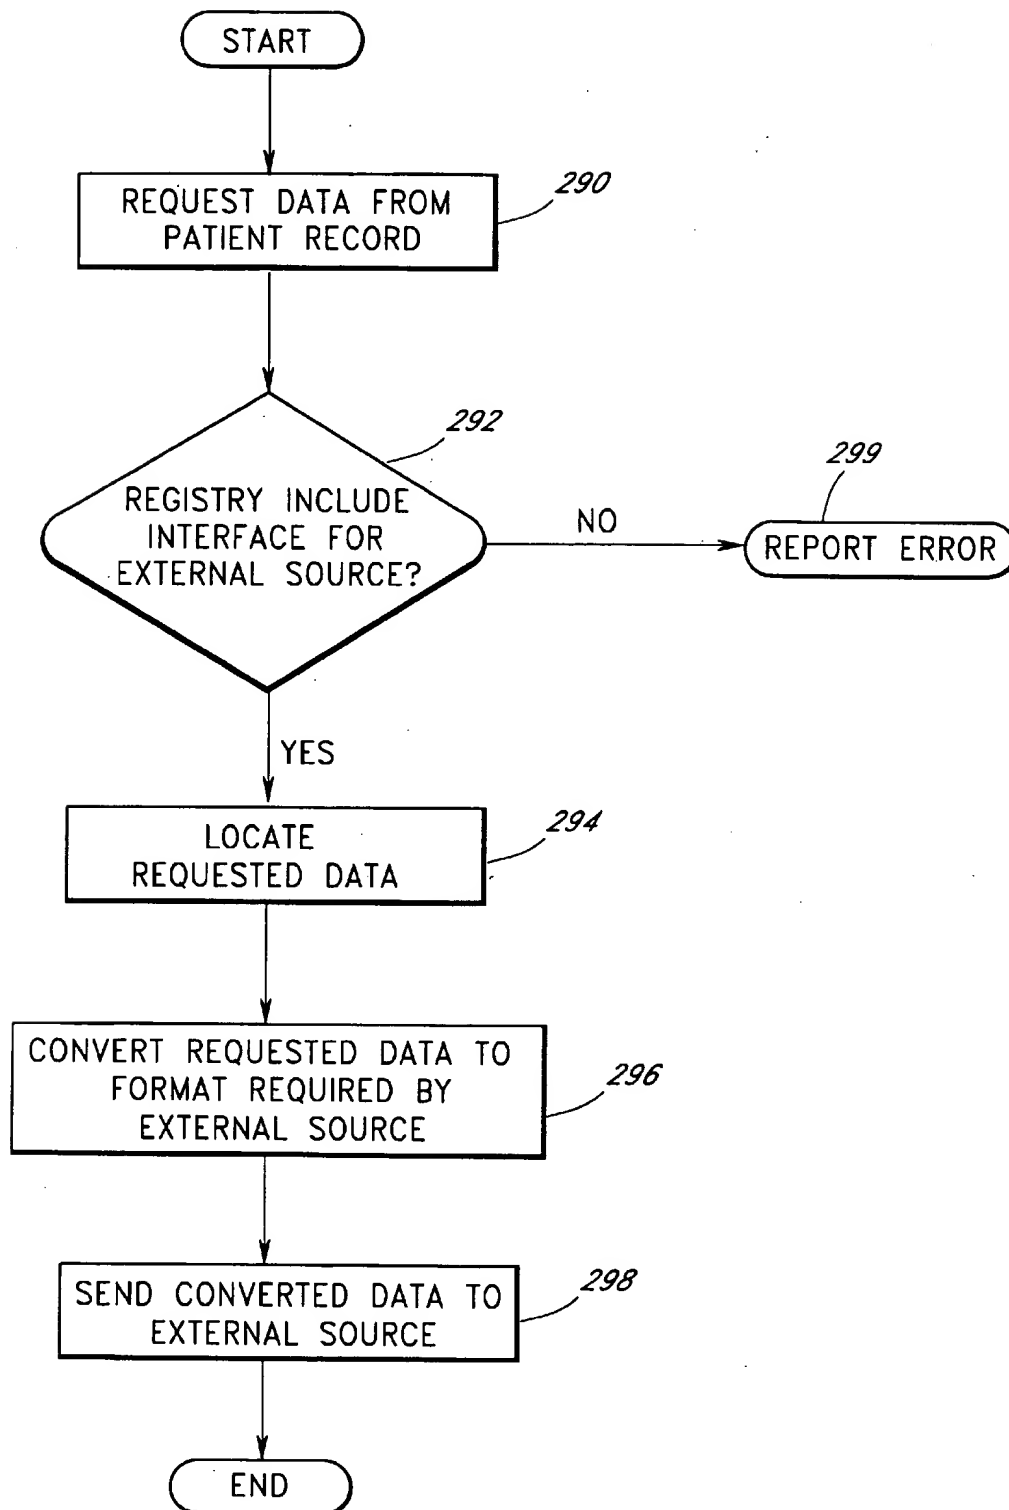 START
REQUEST DATA FROM
PATIENT RECORD
290
292
REGISTRY INCLUDE
INTERFACE FOR
EXTERNAL SOURCE?
NO
299
REPORT ERROR
YES
LOCATE
REQUESTED DATA
294
CONVERT REQUESTED DATA TO
FORMAT REQUIRED BY
EXTERNAL SOURCE
296
SEND CONVERTED DATA TO
EXTERNAL SOURCE
298
END